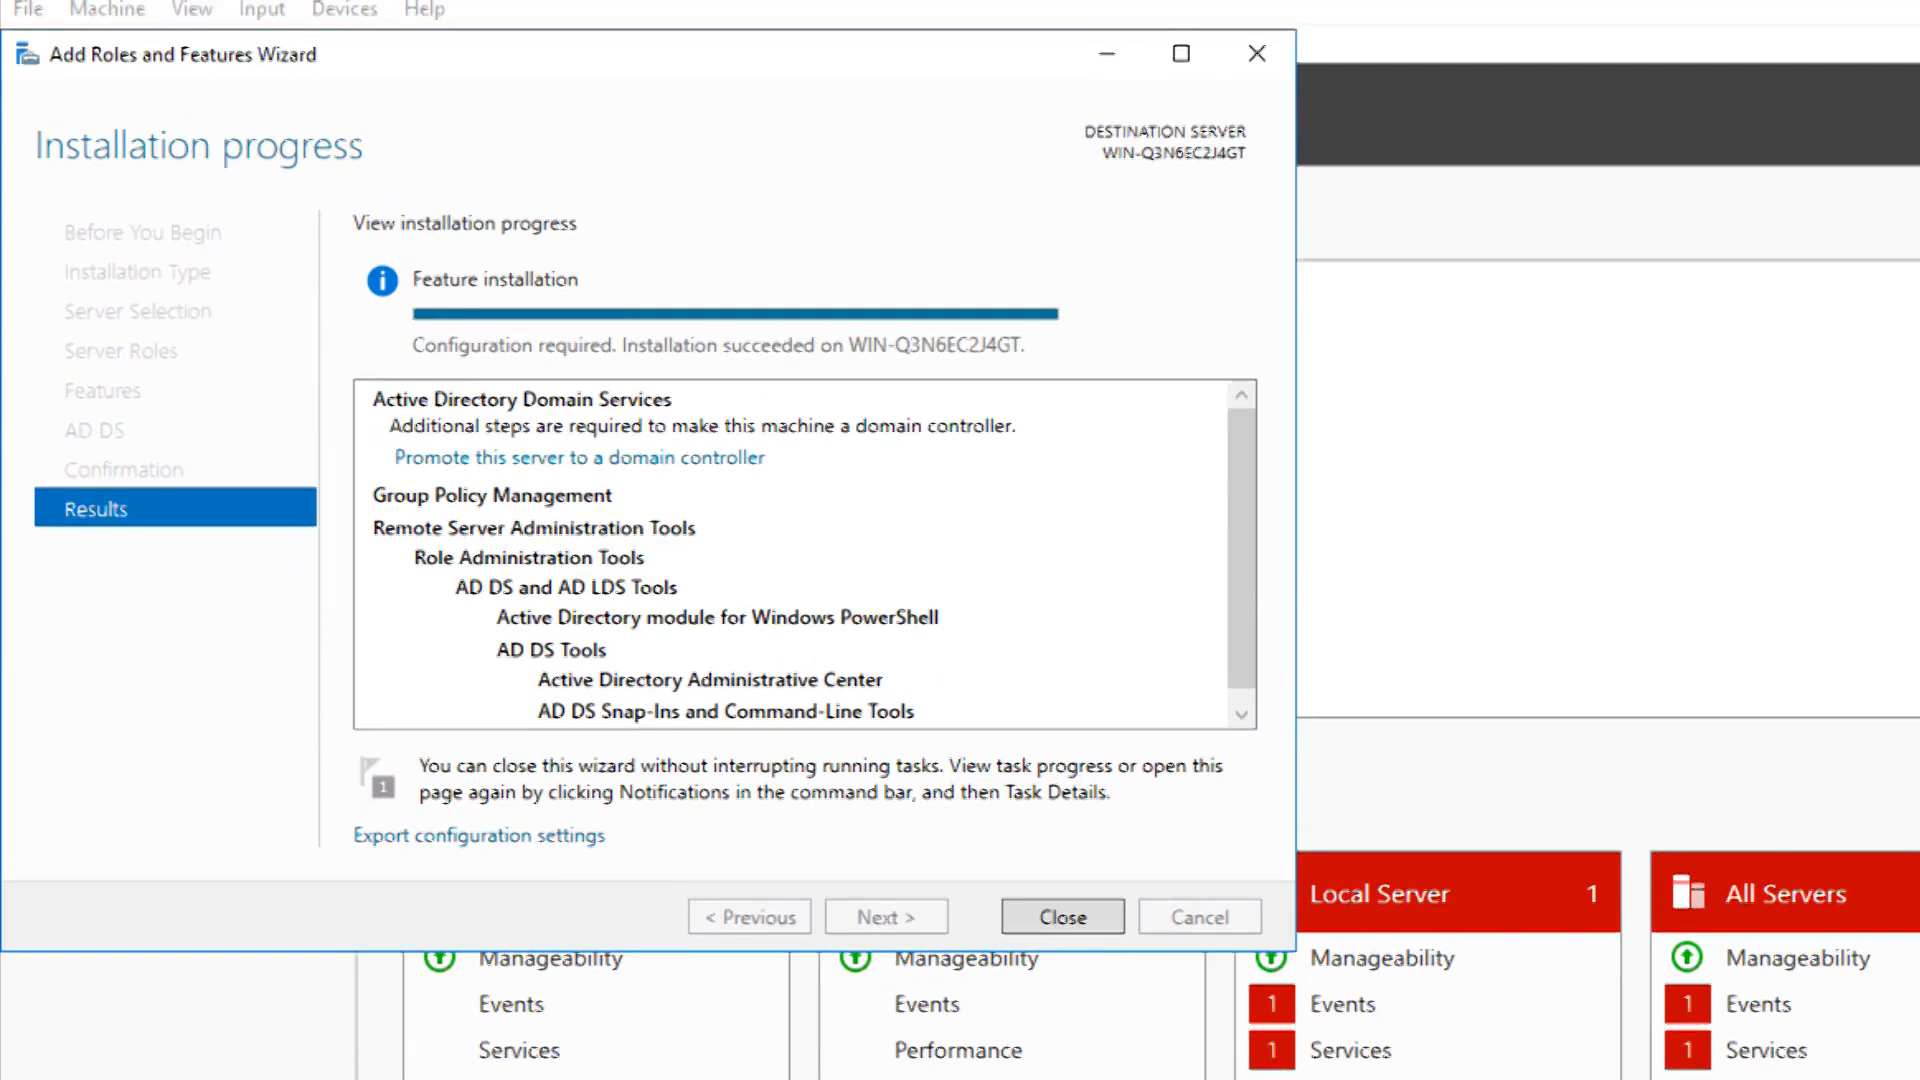 File Machine View Input Devices Help
Add Roles and Features Wizard
Installation progress
DESTINATION SERVER
WIN-Q3N6EC2J4GT
Before You Begin
Installation Type
Server Selection
Server Roles
Features
AD DS
Confirmation
Results
View installation progress
Feature installation
Configuration required. Installation succeeded on WIN-Q3N6EC2J4GT.
Active Directory Domain Services
Additional steps are required to make this machine a domain controller.
Promote this server to a domain controller
Group Policy Management
Remote Server Administration Tools
Role Administration Tools
AD DS and AD LDS Tools
Active Directory module for Windows PowerShell
AD DS Tools
Active Directory Administrative Center
AD DS Snap-Ins and Command-Line Tools
1
You can close this wizard without interrupting running tasks. View task progress or open this
page again by clicking Notifications in the command bar, and then Task Details.
Export configuration settings
< Previous Next > Close Cancel
Local Server 1
All Servers
Manageability Manageability Manageability Manageability
Events Events 1 Events 1 Events
Services Performance 1 Services 1 Services